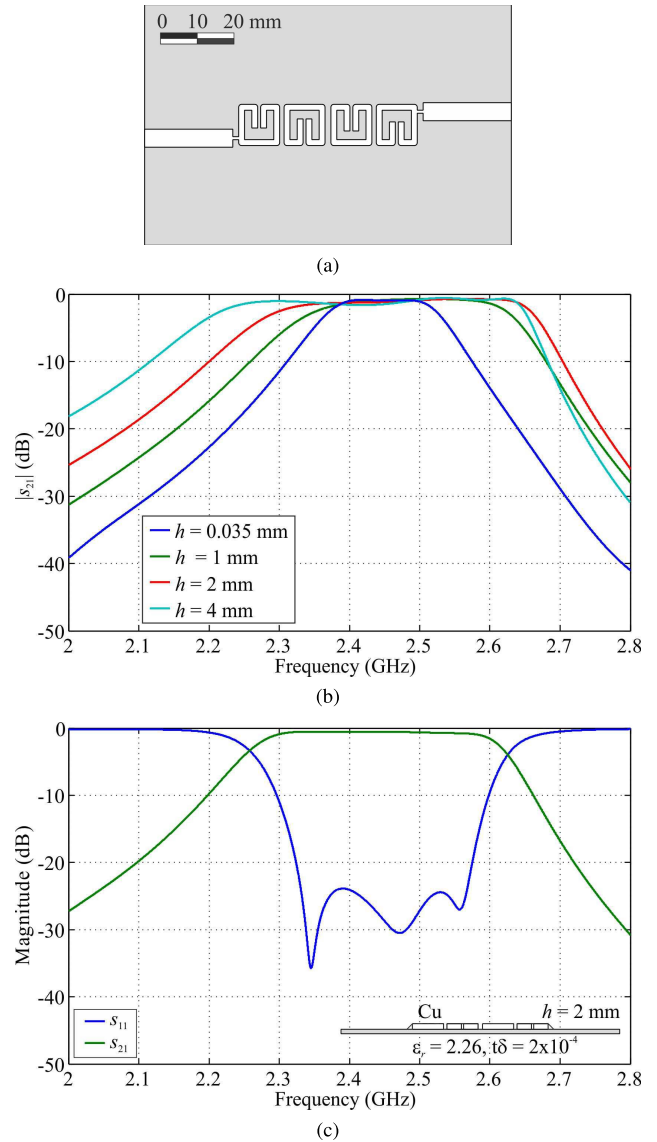 0 10 20 mm
(a)
0
-10
-20
-30
-40
-50
|s21| (dB)
h = 0.035 mm
h = 1 mm
h = 2 mm
h = 4 mm
2 2.1 2.2 2.3 2.4 2.5 2.6 2.7 2.8
Frequency (GHz)
(b)
0
-10
-20
-30
-40
-50
Magnitude (dB)
s11
s21
Cu h = 2 mm
εr = 2.26, tδ = 2x10⁻⁴
2 2.1 2.2 2.3 2.4 2.5 2.6 2.7 2.8
Frequency (GHz)
(c)